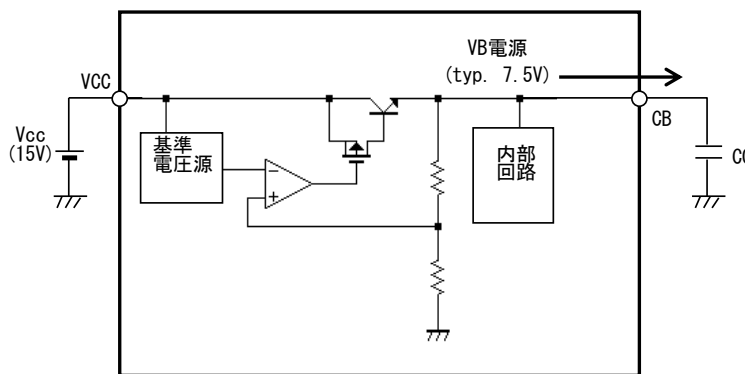 VB電源
(typ. 7.5V)
VCC
CB
Vcc
(15V)
基準
電圧源
－
＋
内部
回路